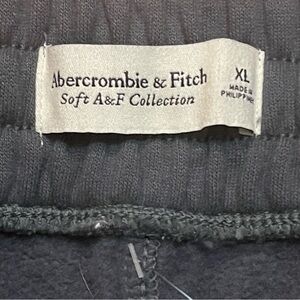 Abercrombie & Fitch
Soft A&F Collection
XL
MADE IN
PHILIPPINES